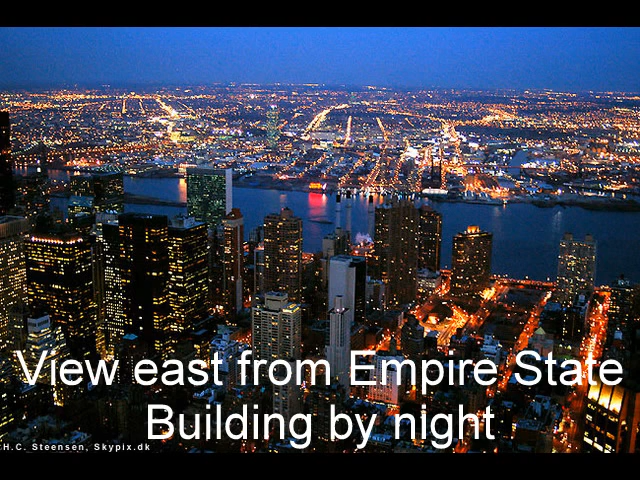 View east from Empire State
Building by night
H.C. Steensen, Skypix.dk